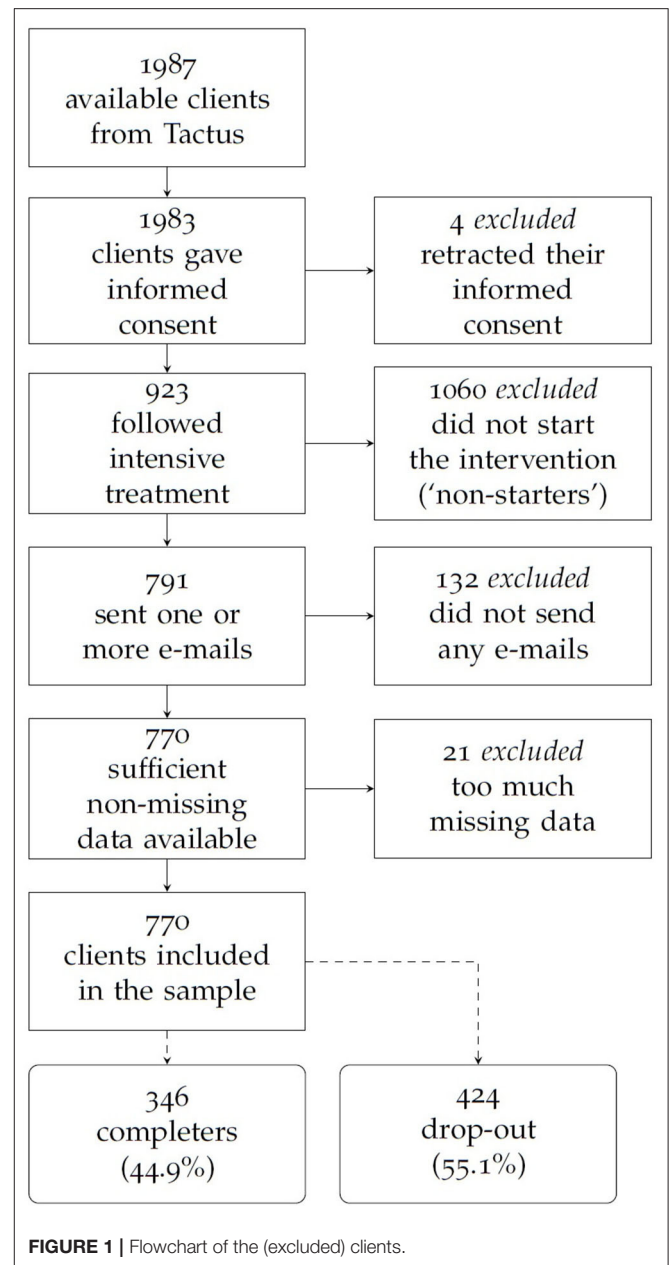 1987
available clients
from Tactus
1983
clients gave
informed
consent
4 excluded
retracted their
informed
consent
923
followed
intensive
treatment
1060 excluded
did not start
the intervention
(‘non-starters’)
791
sent one or
more e-mails
132 excluded
did not send
any e-mails
770
sufficient
non-missing
data available
21 excluded
too much
missing data
770
clients included
in the sample
346
completers
(44.9%)
424
drop-out
(55.1%)
FIGURE 1 | Flowchart of the (excluded) clients.